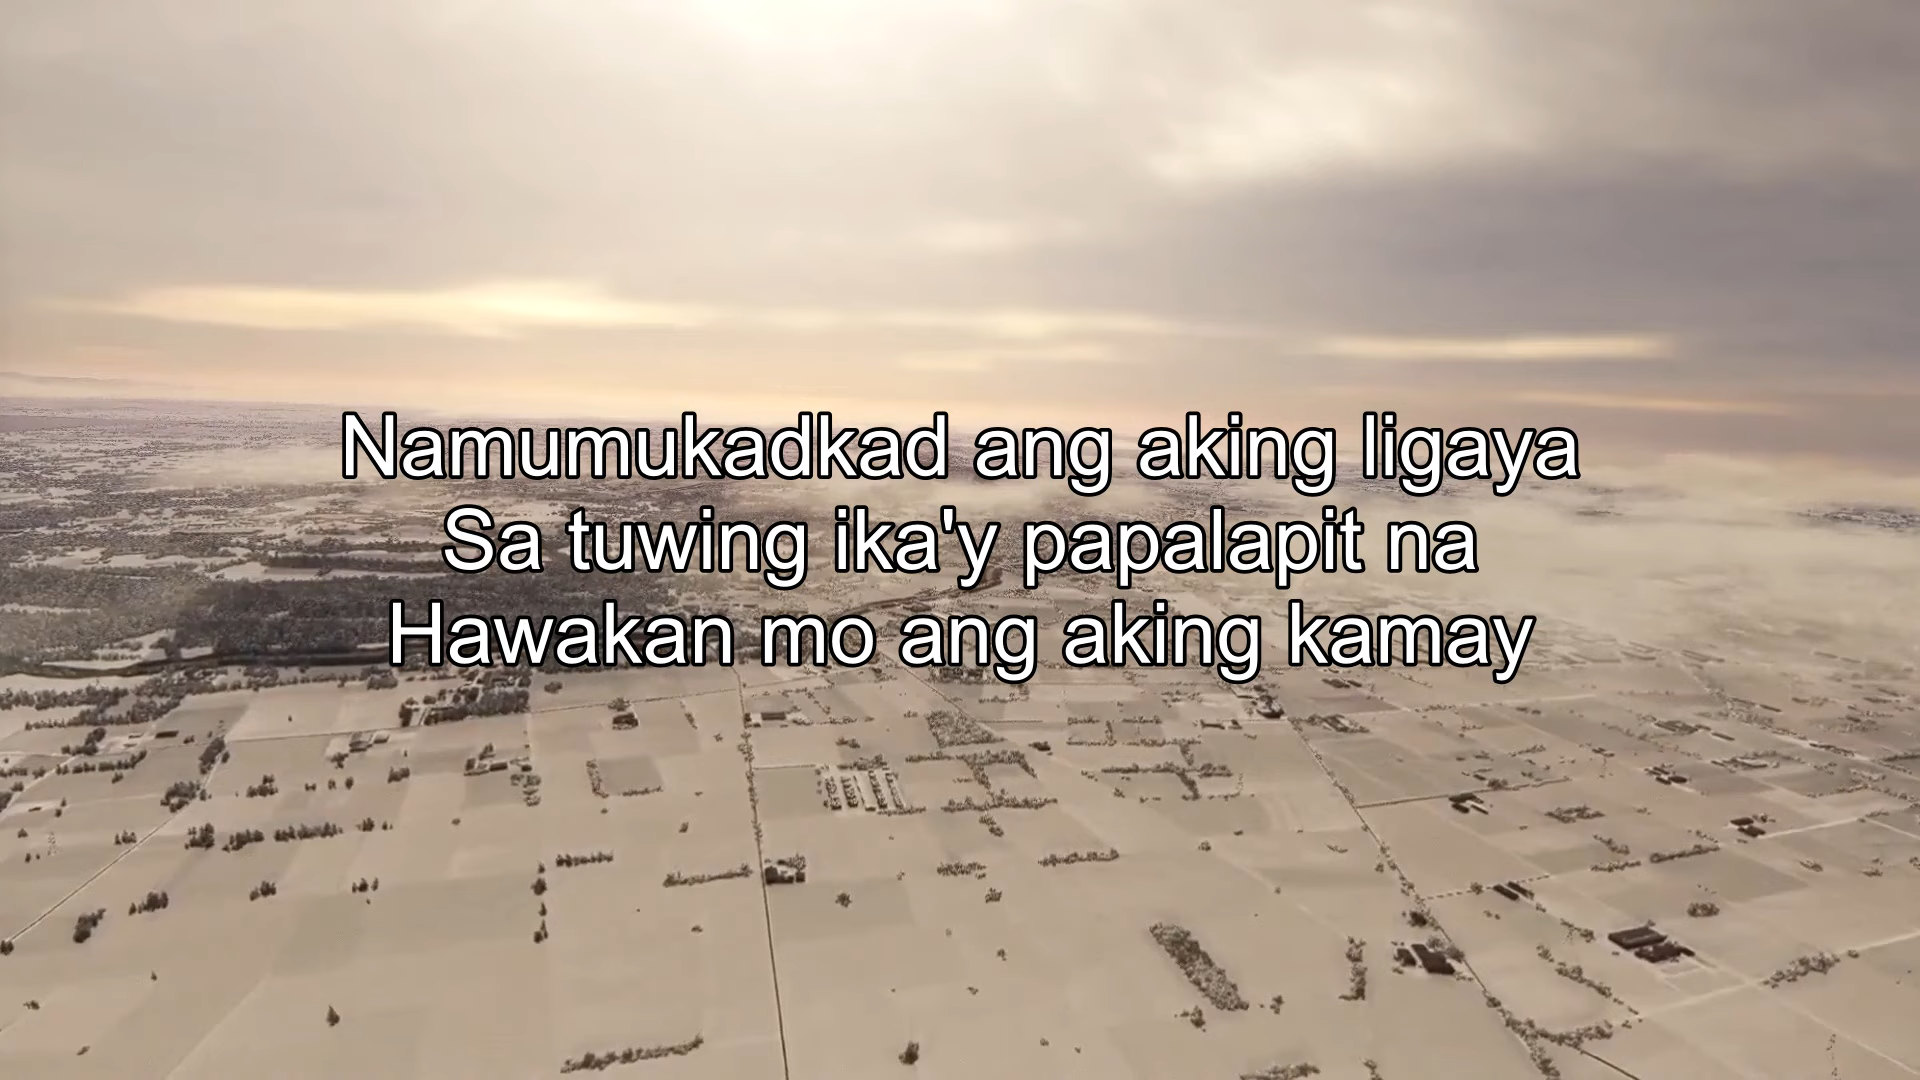 Namumukadkad ang aking ligaya
Sa tuwing ika'y papalapit na
Hawakan mo ang aking kamay